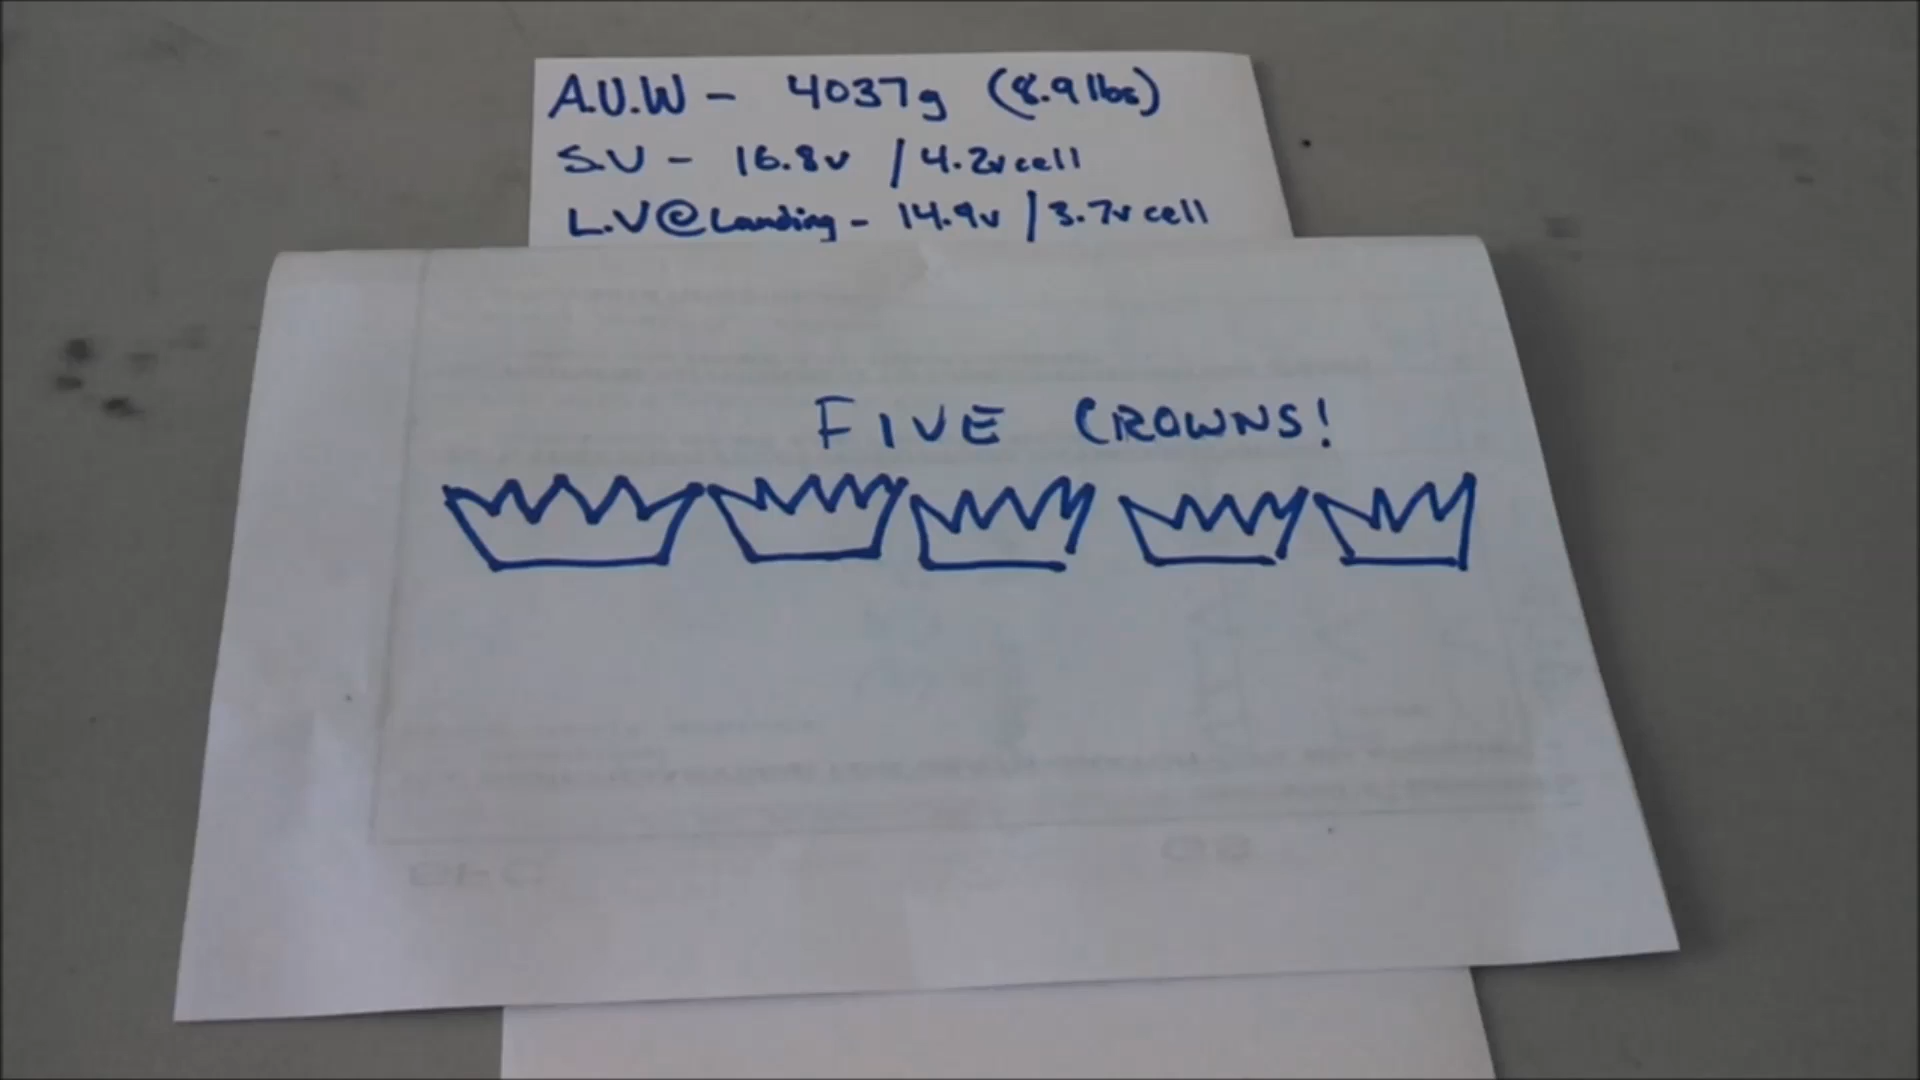 A.U.W - 4037g (8.9lbs)
S.V - 16.8v / 4.2v cell
L.V@Landing - 14.9v / 3.7v cell
FIVE CROWNS!